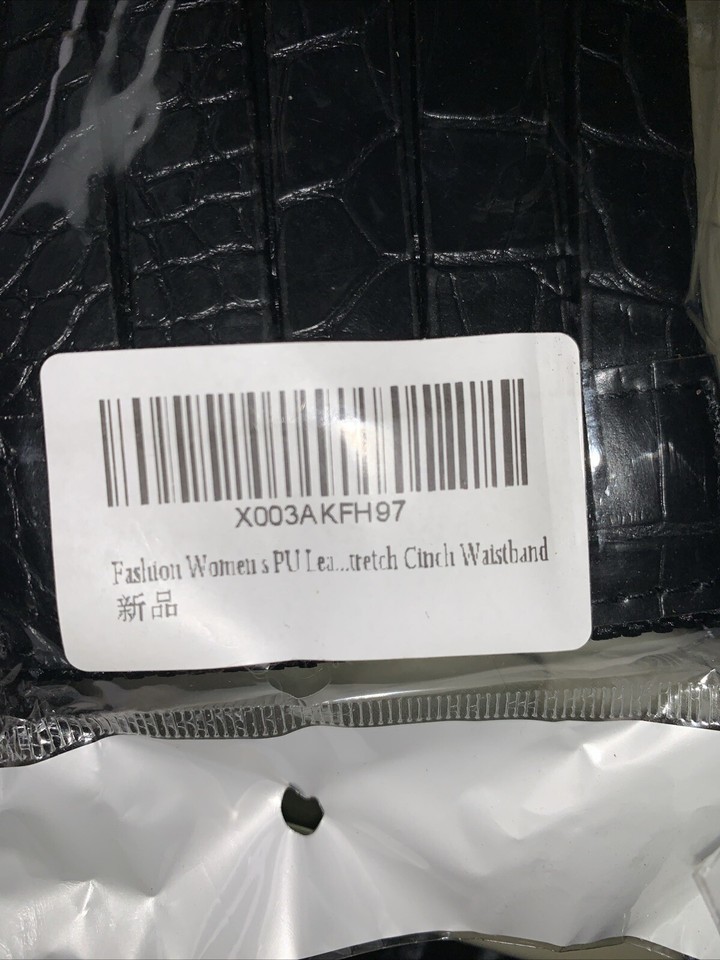 X003AKFH97
Fashion Women s PU Lea...tretch Cinch Waistband
新品